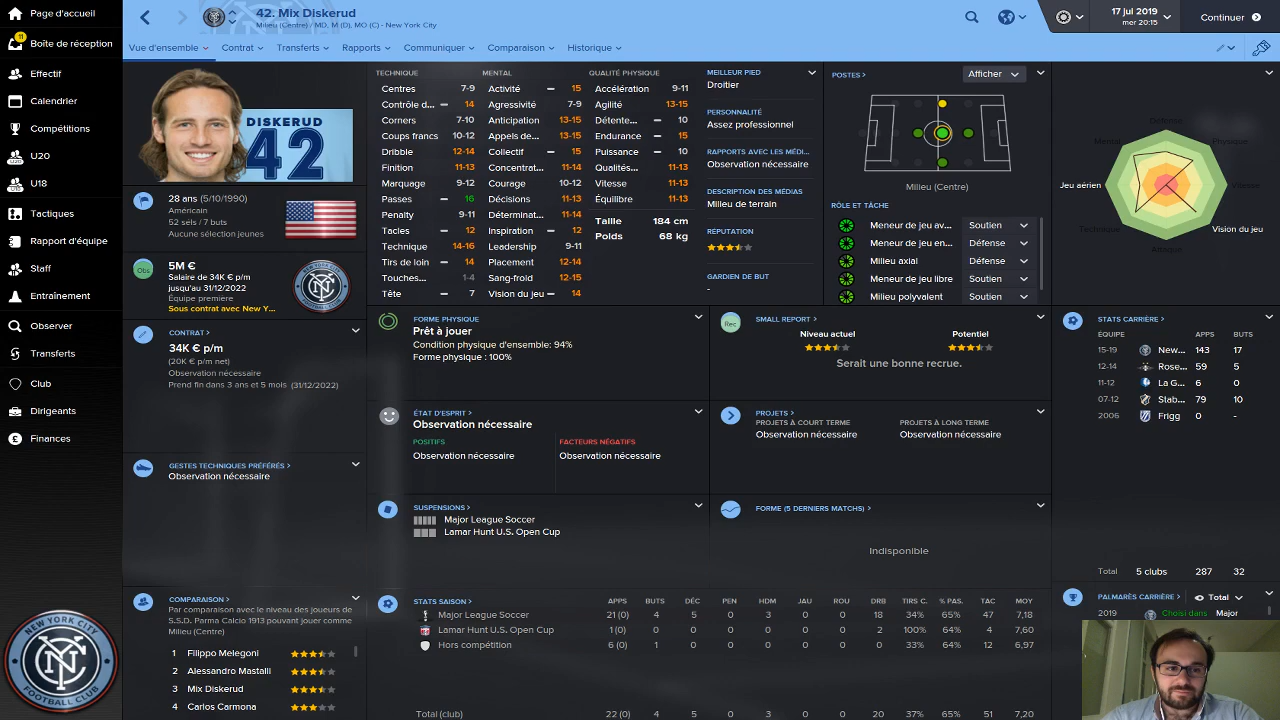 Page d'accueil
11
Boîte de réception
Effectif
Calendrier
Compétitions
U20
U20
U18
U18
Tactiques
Rapport d'équipe
Staff
Entraînement
Observer
Transferts
Club
Dirigeants
Finances
NEW YORK CITY
FOOTBALL CLUB
42. Mix Diskerud
Milieu (Centre) / MD, M (D), MO (C) - New York City
17 jul 2019
mer 20:15
Continuer
Vue d'ensemble
Contrat
Transferts
Rapports
Communiquer
Comparaison
Historique
DISKERUD
42
28 ans (5/10/1990)
Américain
52 séls / 7 buts
Aucune sélection jeunes
Obs
5M €
Salaire de 34K € p/m
jusqu'au 31/12/2022
Équipe première
Sous contrat avec New Y...
CONTRAT >
34K € p/m
(20K € p/m net)
Observation nécessaire
Prend fin dans 3 ans et 5 mois (31/12/2022)
GESTES TECHNIQUES PRÉFÉRÉS >
Observation nécessaire
COMPARAISON >
Par comparaison avec le niveau des joueurs de
S.S.D. Parma Calcio 1913 pouvant jouer comme
Milieu (Centre)
1 Filippo Melegoni
2 Alessandro Mastalli
3 Mix Diskerud
4 Carlos Carmona
TECHNIQUE
Centres 7-9
Contrôle d... 14
Corners 7-10
Coups francs 10-12
Dribble 12-14
Finition 11-13
Marquage 9-12
Passes 16
Penalty 9-11
Tacles 12
Technique 14-16
Tirs de loin 14
Touches... 1-4
Tête 7
MENTAL
Activité 15
Agressivité 7-9
Anticipation 13-15
Appels de... 13-15
Collectif 15
Concentrat... 11-14
Courage 10-12
Décisions 11-13
Déterminat... 11-14
Inspiration 12
Leadership 9-11
Placement 12-14
Sang-froid 12-15
Vision du jeu 14
QUALITÉ PHYSIQUE
Accélération 9-11
Agilité 13-15
Détente... 10
Endurance 15
Puissance 10
Qualités... 11-13
Vitesse 11-13
Équilibre 11-13
Taille 184 cm
Poids 68 kg
MEILLEUR PIED
Droitier
PERSONNALITÉ
Assez professionnel
RAPPORTS AVEC LES MÉDI...
Observation nécessaire
DESCRIPTION DES MÉDIAS
Milieu de terrain
RÉPUTATION
GARDIEN DE BUT
-
POSTES >
Afficher
Milieu (Centre)
RÔLE ET TÂCHE
Meneur de jeu av... Soutien
Meneur de jeu en... Défense
Milieu axial Défense
Meneur de jeu libre Soutien
Milieu polyvalent Soutien
Défense
Mental
Physique
Jeu aérien
Vitesse
Technique
Vision du jeu
Attaque
FORME PHYSIQUE
Prêt à jouer
Condition physique d'ensemble: 94%
Forme physique : 100%
Rec
SMALL REPORT >
Niveau actuel
Potentiel
Serait une bonne recrue.
STATS CARRIÈRE >
ÉQUIPE APPS BUTS
15-19 New... 143 17
12-14 Rose... 59 5
11-12 La G... 6 0
07-12 Stab... 79 10
2006 Frigg 0 -
Total 5 clubs 287 32
ÉTAT D'ESPRIT >
Observation nécessaire
POSITIFS
Observation nécessaire
FACTEURS NÉGATIFS
Observation nécessaire
PROJETS >
PROJETS À COURT TERME
Observation nécessaire
PROJETS À LONG TERME
Observation nécessaire
SUSPENSIONS >
Major League Soccer
Lamar Hunt U.S. Open Cup
FORME (5 DERNIERS MATCHS) >
Indisponible
STATS SAISON > APPS BUTS DÉC PEN HDM JAU ROU DRI TIRS C. % PAS. TAC MOY
Major League Soccer 21 (0) 4 5 0 3 0 0 18 34% 65% 47 7,18
Lamar Hunt U.S. Open Cup 1 (0) 0 0 0 0 0 0 2 100% 64% 4 7,60
Hors compétition 6 (0) 1 0 0 0 0 0 0 33% 64% 12 6,97
Total (club) 22 (0) 4 5 0 3 0 0 20 37% 65% 51 7,20
PALMARÈS CARRIÈRE >
Total
2019 Choisi dans Major